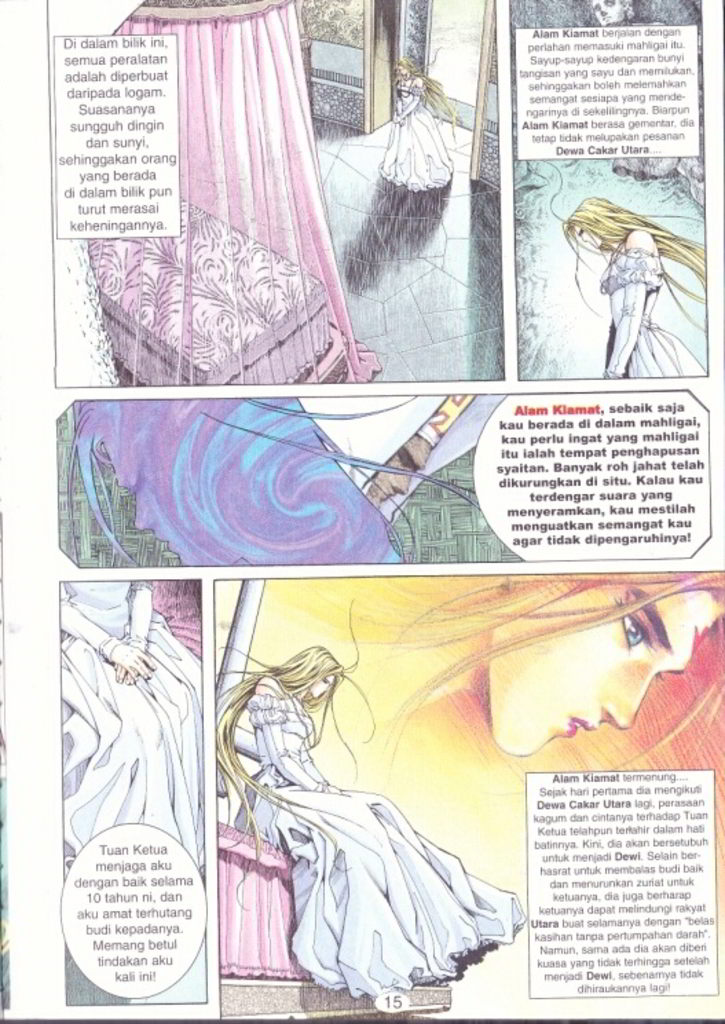 Di dalam bilik ini,
semua peralatan
adalah diperbuat
daripada logam.
Suasananya
sungguh dingin
dan sunyi,
sehinggakan orang
yang berada
di dalam bilik pun
turut merasai
keheningannya.
Alam Kiamat berjalan dengan
perlahan memasuki mahligai itu.
Sayup-sayup kedengaran bunyi
tangisan yang sayu dan memilukan,
sehinggakan boleh melemahkan
semangat sesiapa yang mende-
ngarinya di sekelilingnya. Biarpun
Alam Kiamat berasa gementar, dia
tetap tidak melupakan pesanan
Dewa Cakar Utara....
Alam Kiamat, sebaik saja
kau berada di dalam mahligai,
kau perlu ingat yang mahligai
itu ialah tempat penghapusan
syaitan. Banyak roh jahat telah
dikurungkan di situ. Kalau kau
terdengar suara yang
menyeramkan, kau mestilah
menguatkan semangat kau
agar tidak dipengaruhinya!
Tuan Ketua
menjaga aku
dengan baik selama
10 tahun ni, dan
aku amat terhutang
budi kepadanya.
Memang betul
tindakan aku
kali ini!
Alam Kiamat termenung....
Sejak hari pertama dia mengikuti
Dewa Cakar Utara lagi, perasaan
kagum dan cintanya terhadap Tuan
Ketua telahpun terlahir dalam hati
batinnya. Kini, dia akan bersetubuh
untuk menjadi Dewi. Selain ber-
hasrat untuk membalas budi baik
dan menurunkan zuriat untuk
ketuanya, dia juga berharap
ketuanya dapat melindungi rakyat
Utara buat selamanya dengan "belas
kasihan tanpa pertumpahan darah".
Namun, sama ada dia akan diberi
kuasa yang tidak terhingga setelah
menjadi Dewi, sebenarnya tidak
dihiraukannya lagi!
15